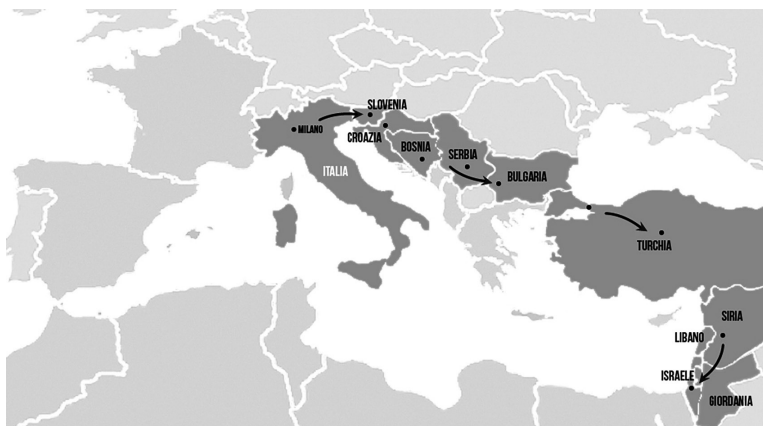 SLOVENIA
MILANO
CROAZIA
BOSNIA
SERBIA
ITALIA
BULGARIA
TURCHIA
SIRIA
LIBANO
ISRAELE
GIORDANIA